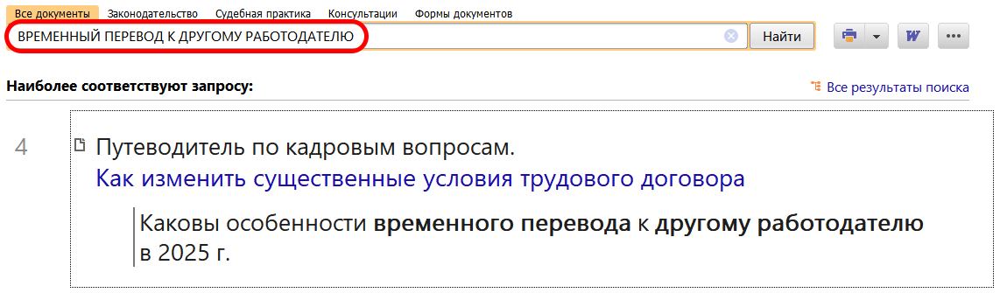 Все документы Законодательство Судебная практика Консультации Формы документов
ВРЕМЕННЫЙ ПЕРЕВОД К ДРУГОМУ РАБОТОДАТЕЛЮ Найти W
Наиболее соответствуют запросу: Все результаты поиска
4 Путеводитель по кадровым вопросам.
Как изменить существенные условия трудового договора
Каковы особенности временного перевода к другому работодателю
в 2025 г.